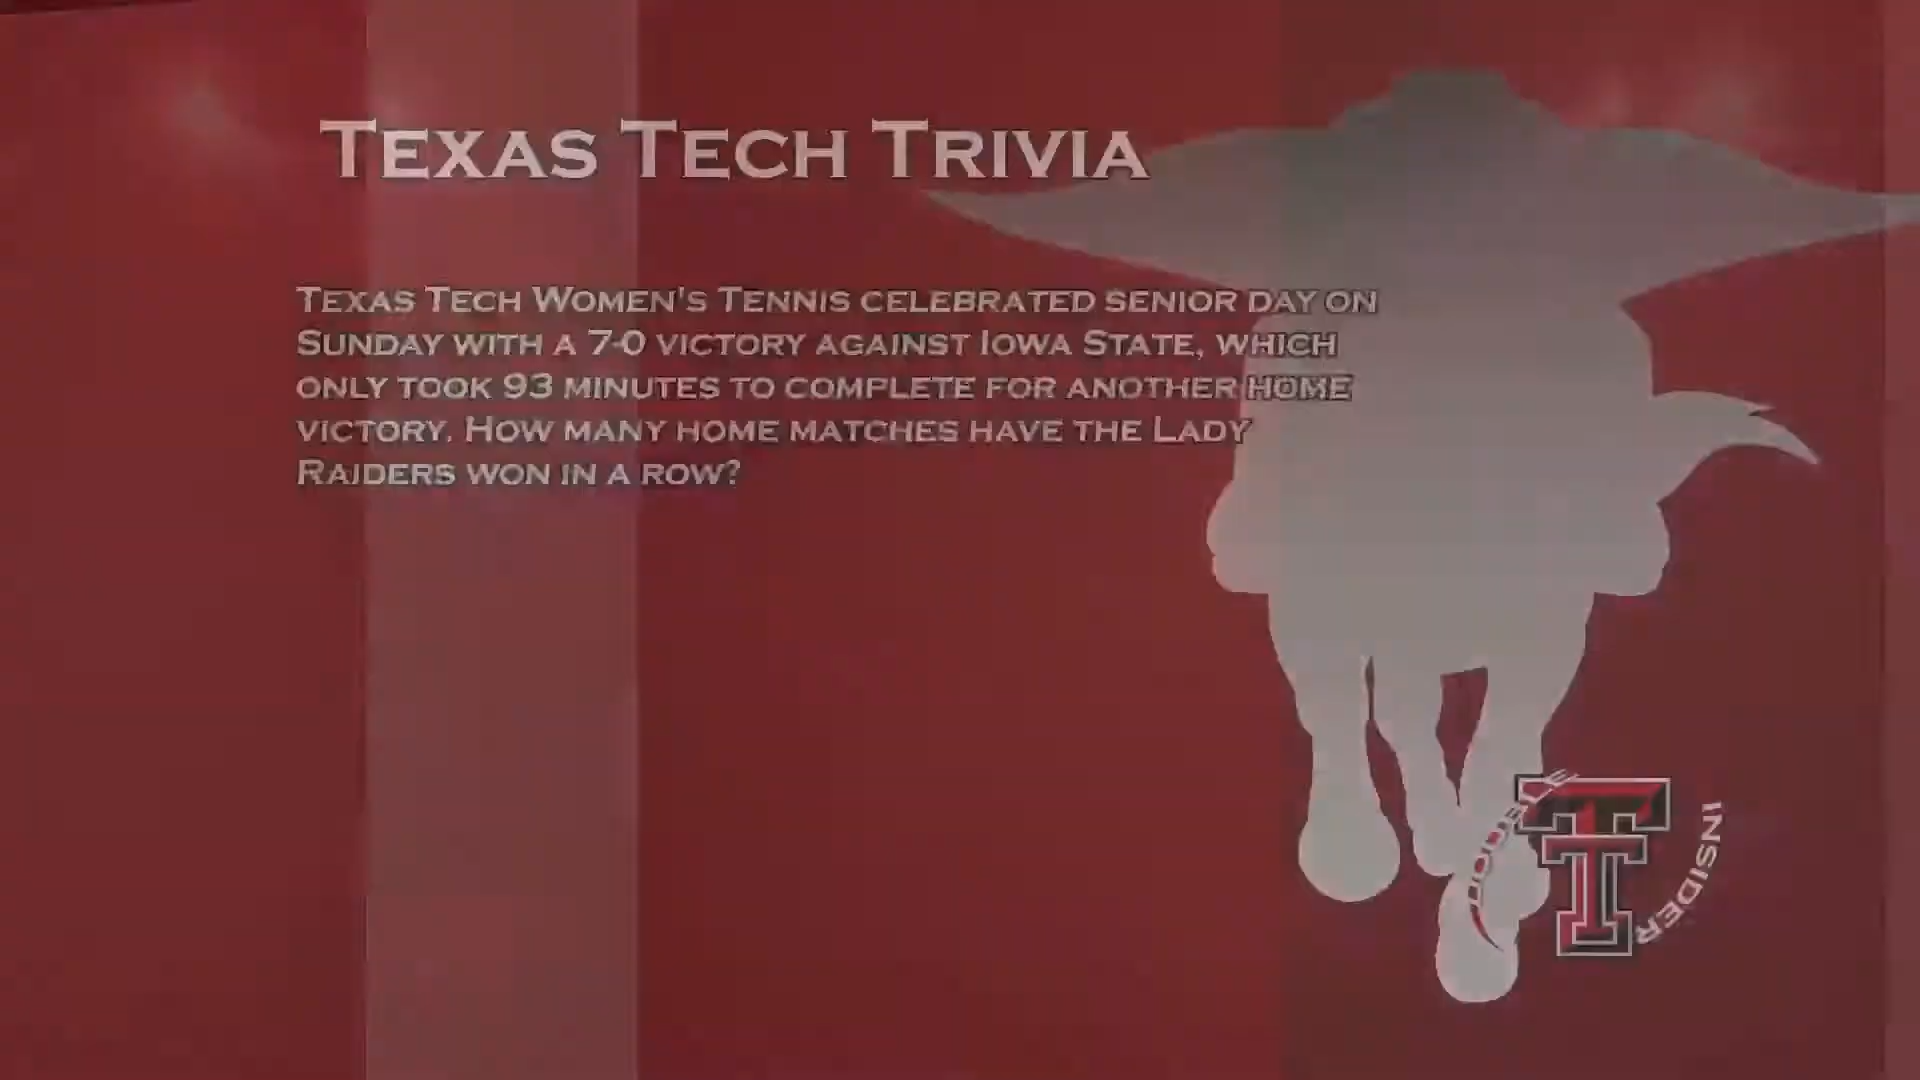 Texas Tech Trivia
Texas Tech Women's Tennis celebrated senior day on
Sunday with a 7-0 victory against Iowa State, which
only took 93 minutes to complete for another home
victory. How many home matches have the Lady
Raiders won in a row?
DOUBLE
T
INSIDER